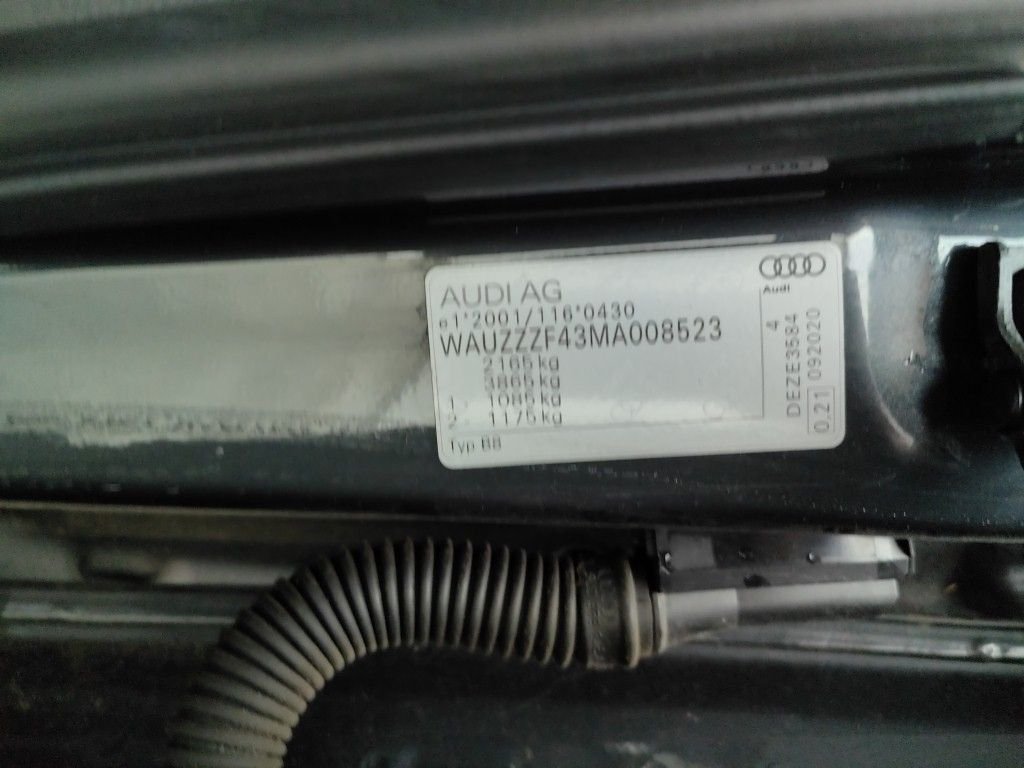 AUDI AG
e1*2001/116*0430
WAUZZZF43MA008523
2165 kg
3865 kg
1 - 1085 kg
2 - 1175 kg
Typ B8
Audi
4
DEZE3584
0.21 092020